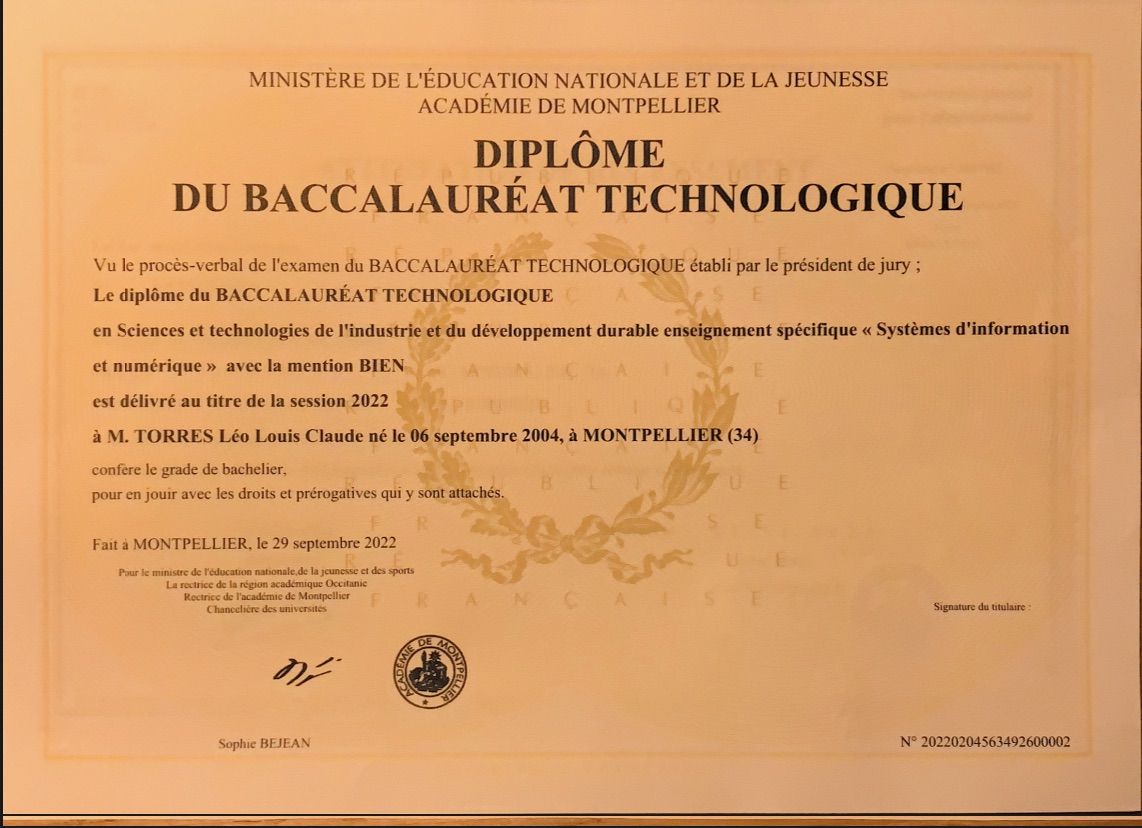 MINISTÈRE DE L'ÉDUCATION NATIONALE ET DE LA JEUNESSE
ACADÉMIE DE MONTPELLIER
DIPLÔME
DU BACCALAURÉAT TECHNOLOGIQUE
Vu le procès-verbal de l'examen du BACCALAURÉAT TECHNOLOGIQUE établi par le président de jury ;
Le diplôme du BACCALAURÉAT TECHNOLOGIQUE
en Sciences et technologies de l'industrie et du développement durable enseignement spécifique « Systèmes d'information
et numérique » avec la mention BIEN
est délivré au titre de la session 2022
à M. TORRES Léo Louis Claude né le 06 septembre 2004, à MONTPELLIER (34)
confère le grade de bachelier,
pour en jouir avec les droits et prérogatives qui y sont attachés.
Fait à MONTPELLIER, le 29 septembre 2022
Pour le ministre de l'éducation nationale,de la jeunesse et des sports
La rectrice de la région académique Occitanie
Rectrice de l'académie de Montpellier
Chancelière des universités
Signature du titulaire :
ACADÉMIE DE MONTPELLIER
Sophie BEJEAN
N° 20220204563492600002